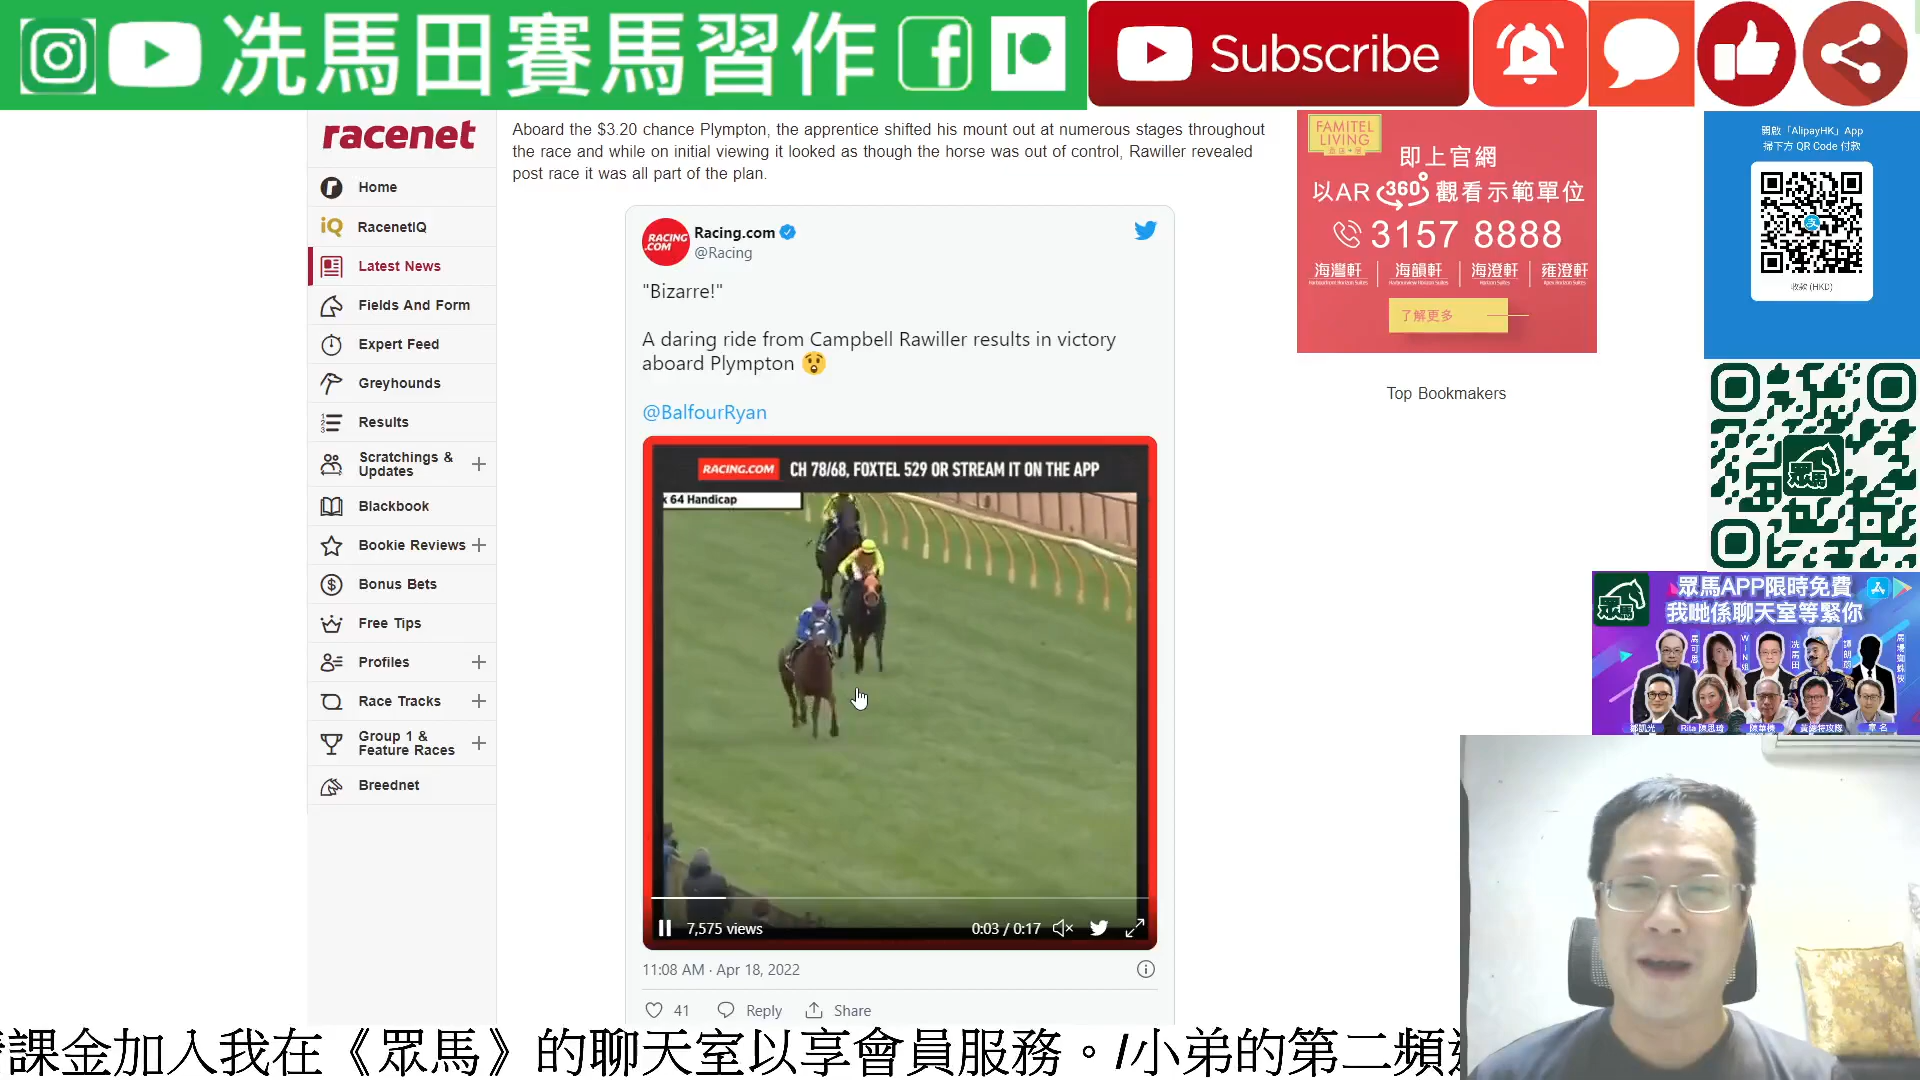 冼馬田賽馬習作
Subscribe
racenet
Home
iQ RacenetIQ
Latest News
Fields And Form
Expert Feed
Greyhounds
Results
Scratchings &
Updates
Blackbook
Bookie Reviews
Bonus Bets
Free Tips
Profiles
Race Tracks
Group 1 &
Feature Races
Breednet
Aboard the $3.20 chance Plympton, the apprentice shifted his mount out at numerous stages throughout
the race and while on initial viewing it looked as though the horse was out of control, Rawiller revealed
post race it was all part of the plan.
RACING
.COM
Racing.com
@Racing
"Bizarre!"
A daring ride from Campbell Rawiller results in victory
aboard Plympton 😲
@BalfourRyan
RACING.COM CH 78/68, FOXTEL 529 OR STREAM IT ON THE APP
64 Handicap
7,575 views
0:03 / 0:17
11:08 AM · Apr 18, 2022
41
Reply
Share
FAMITEL
LIVING
即上官網
以AR 360° 觀看示範單位
3157 8888
海灣軒 海韻軒 海澄軒 雍澄軒
了解更多
Top Bookmakers
開啟「AlipayHK」App
掃下方 QR Code 付款
收款 (HKD)
眾馬
眾馬APP限時免費
我哋係聊天室等緊你
課金加入我在《眾馬》的聊天室以享會員服務。/小弟的第二頻